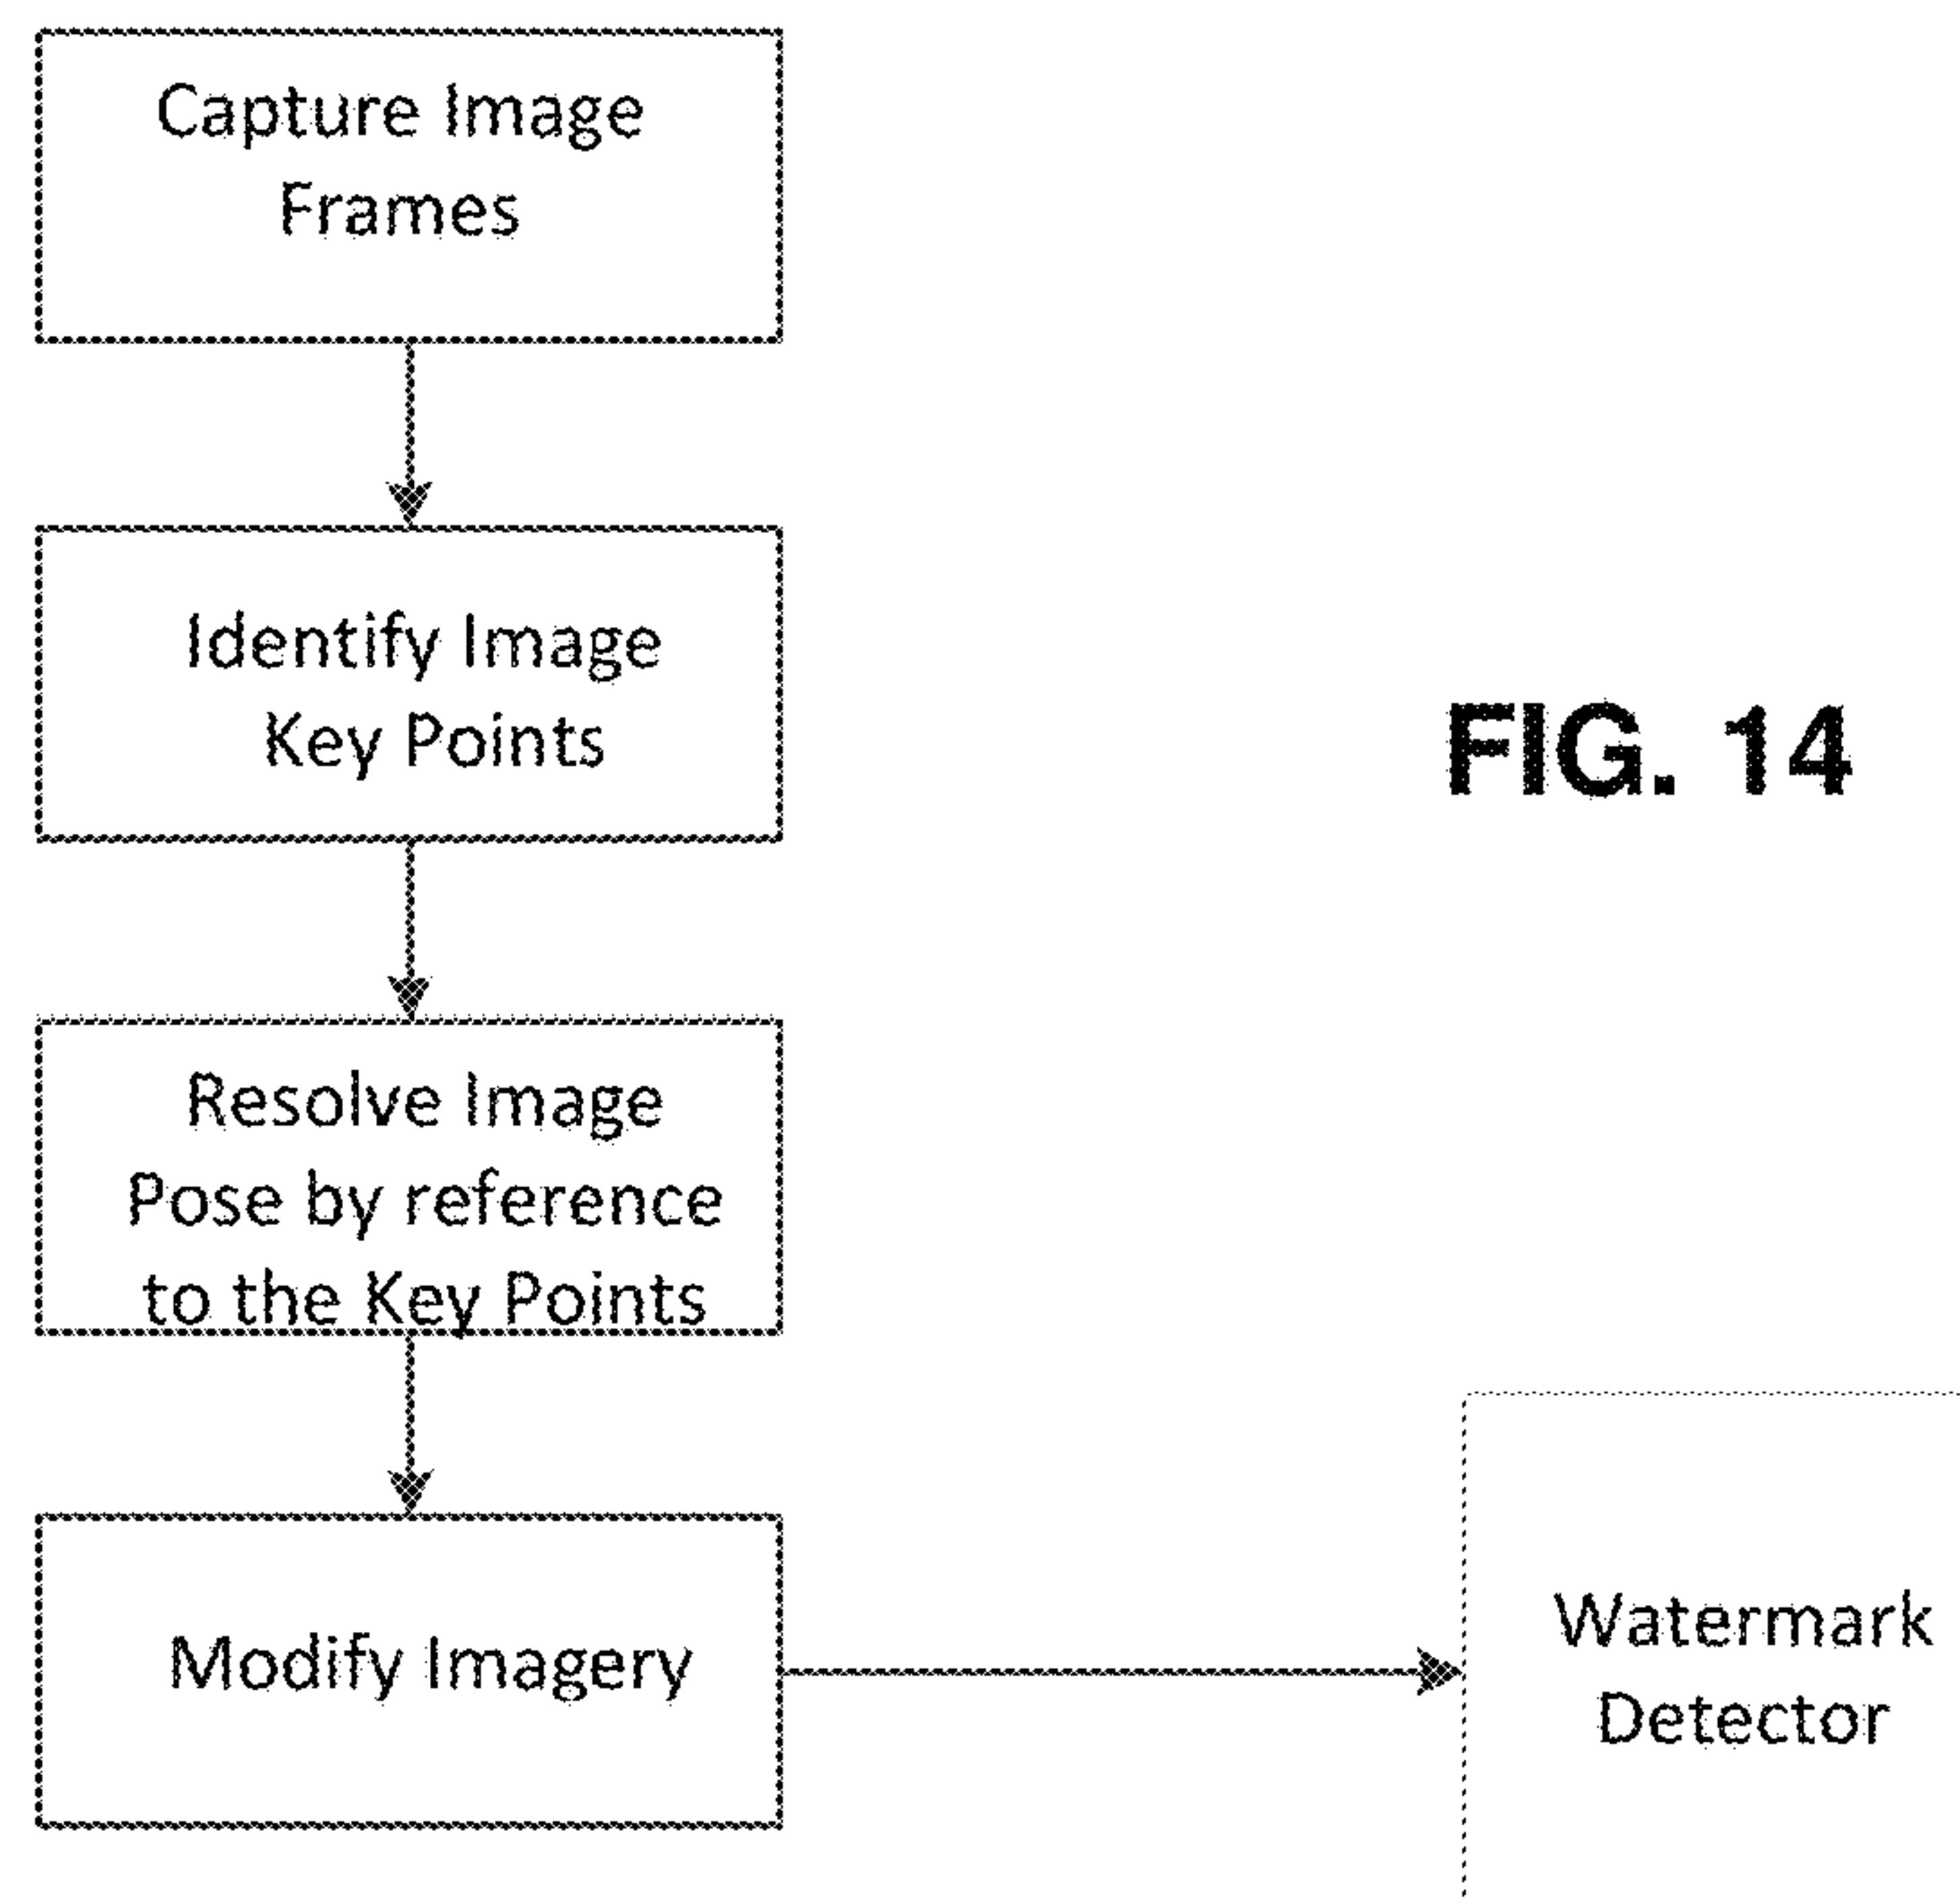 Capture Image
Frames
Identify Image
Key Points
FIG. 14
Resolve Image
Pose by reference
to the Key Points
Modify Imagery
Watermark
Detector